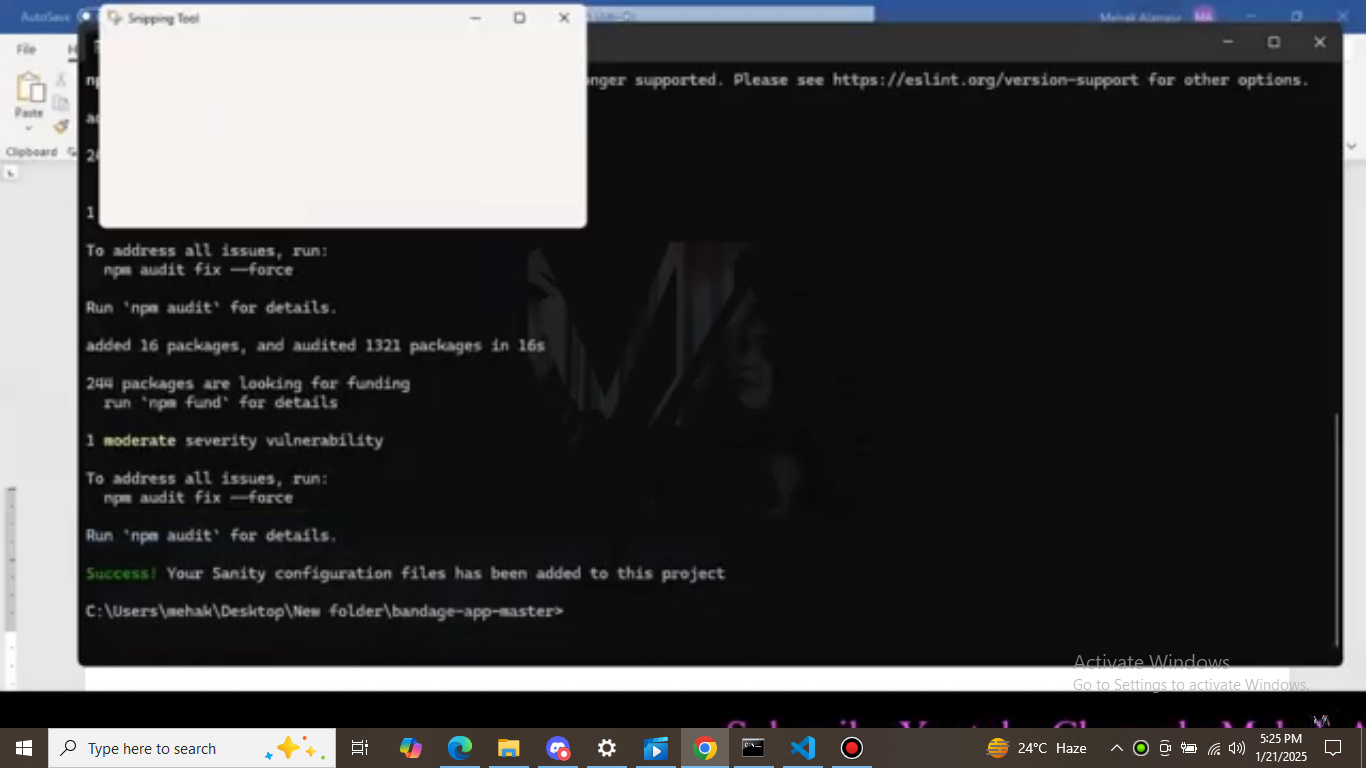 AutoSave
Snipping Tool
Mehak Alamgir MA
File
Paste
Clipboard
onger supported. Please see https://eslint.org/version-support for other options.
1
To address all issues, run:
npm audit fix --force
Run `npm audit` for details.
added 16 packages, and audited 1321 packages in 16s
244 packages are looking for funding
run `npm fund` for details
1 moderate severity vulnerability
To address all issues, run:
npm audit fix --force
Run `npm audit` for details.
Success! Your Sanity configuration files has been added to this project
C:\Users\mehak\Desktop\New folder\bandage-app-master>
Activate Windows
Go to Settings to activate Windows.
Type here to search
24°C Haze
5:25 PM
1/21/2025